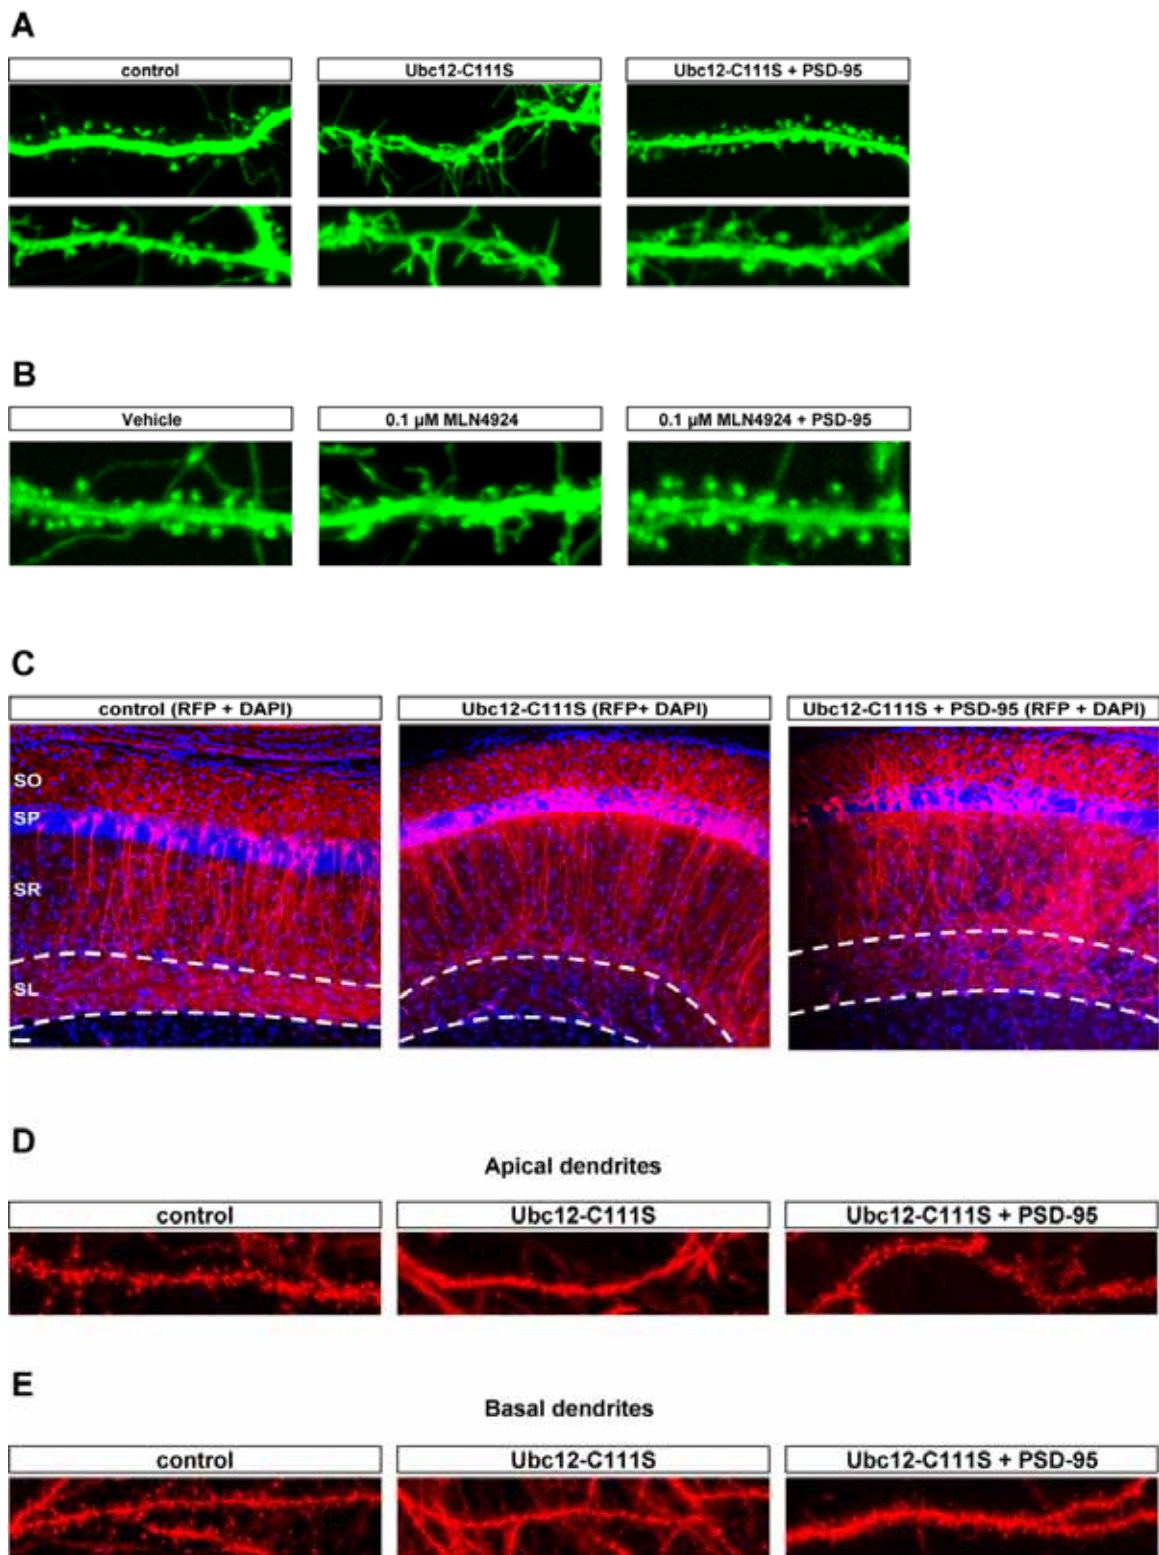 A
control
Ubc12-C111S
Ubc12-C111S + PSD-95
B
Vehicle
0.1 µM MLN4924
0.1 µM MLN4924 + PSD-95
C
control (RFP + DAPI)
Ubc12-C111S (RFP+ DAPI)
Ubc12-C111S + PSD-95 (RFP + DAPI)
SO
SP
SR
SL
D
Apical dendrites
control
Ubc12-C111S
Ubc12-C111S + PSD-95
E
Basal dendrites
control
Ubc12-C111S
Ubc12-C111S + PSD-95